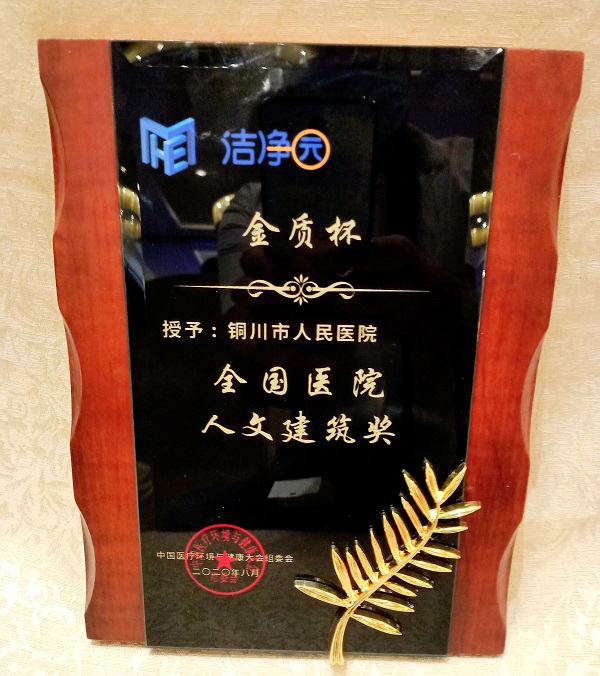 MHE 洁净园
金质杯
授予：铜川市人民医院
全国医院
人文建筑奖
中国医疗环境与健康大会组委会
二〇二〇年八月